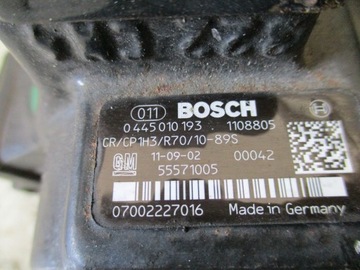 011 BOSCH
0 445 010 193 1108805
CR/CP1H3/R70/10-89S
GM 11-09-02 00042
55571005
07002227016 Made in Germany